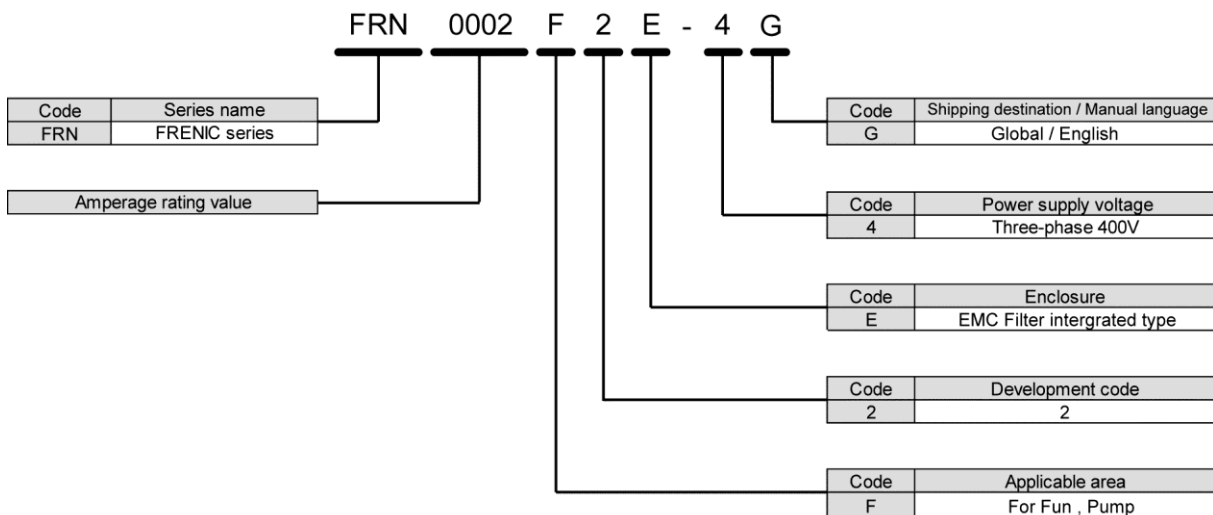 FRN 0002 F 2 E - 4 G
Code Series name
FRN FRENIC series
Amperage rating value
Code Shipping destination / Manual language
G Global / English
Code Power supply voltage
4 Three-phase 400V
Code Enclosure
E EMC Filter intergrated type
Code Development code
2 2
Code Applicable area
F For Fun , Pump